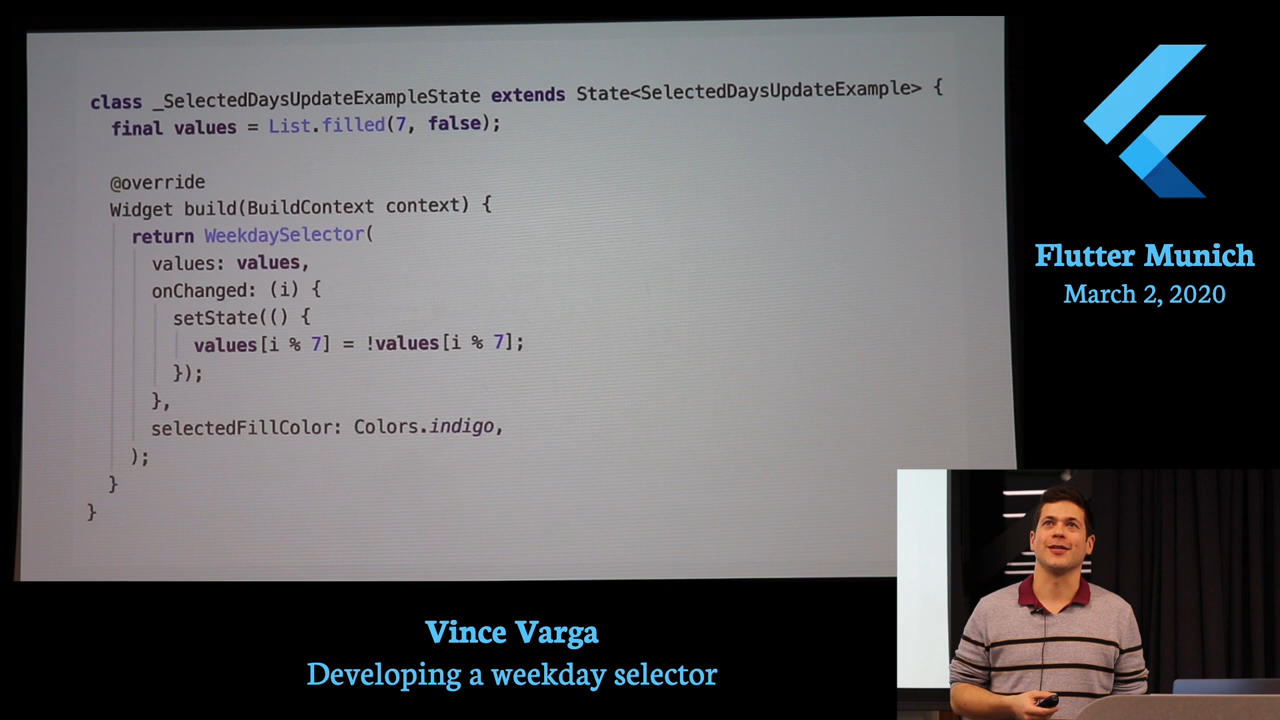 class _SelectedDaysUpdateExampleState extends State<SelectedDaysUpdateExample> {
final values = List.filled(7, false);
@override
Widget build(BuildContext context) {
return WeekdaySelector(
values: values,
onChanged: (i) {
setState(() {
values[i % 7] = !values[i % 7];
});
},
selectedFillColor: Colors.indigo,
);
}
}
Flutter Munich
March 2, 2020
Vince Varga
Developing a weekday selector